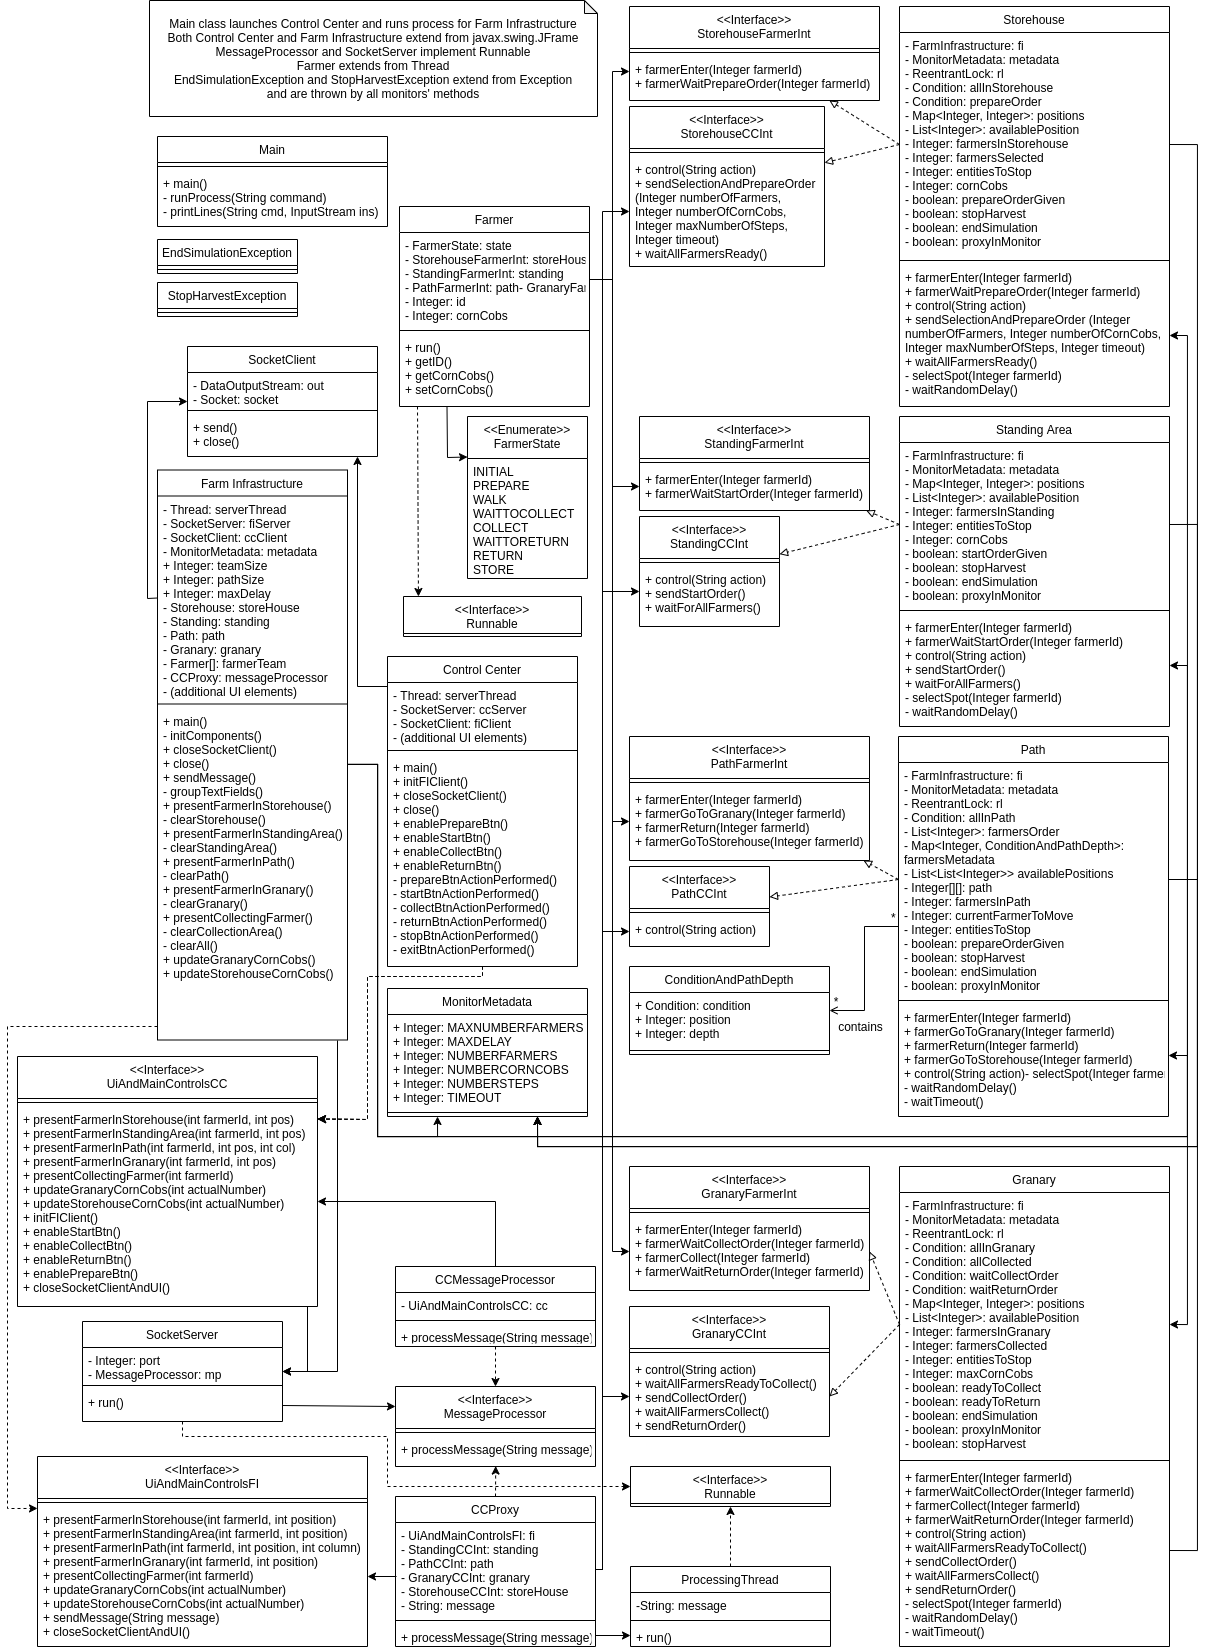 Main class launches Control Center and runs process for Farm Infrastructure
Both Control Center and Farm Infrastructure extend from javax.swing.JFrame
MessageProcessor and SocketServer implement Runnable
Farmer extends from Thread
EndSimulationException and StopHarvestException extend from Exception
and are thrown by all monitors' methods
Main
+ main()
- runProcess(String command)
- printLines(String cmd, InputStream ins)
EndSimulationException
StopHarvestException
SocketClient
- DataOutputStream: out
- Socket: socket
+ send()
+ close()
Farmer
- FarmerState: state
- StorehouseFarmerInt: storeHous
- StandingFarmerInt: standing
- PathFarmerInt: path- GranaryFa
- Integer: id
- Integer: cornCobs
+ run()
+ getID()
+ getCornCobs()
+ setCornCobs()
<<Enumerate>>
FarmerState
INITIAL
PREPARE
WALK
WAITTOCOLLECT
COLLECT
WAITTORETURN
RETURN
STORE
<<Interface>>
Runnable
Farm Infrastructure
- Thread: serverThread
- SocketServer: fiServer
- SocketClient: ccClient
- MonitorMetadata: metadata
+ Integer: teamSize
+ Integer: pathSize
+ Integer: maxDelay
- Storehouse: storeHouse
- Standing: standing
- Path: path
- Granary: granary
- Farmer[]: farmerTeam
- CCProxy: messageProcessor
- (additional UI elements)
+ main()
- initComponents()
+ closeSocketClient()
+ close()
+ sendMessage()
- groupTextFields()
+ presentFarmerInStorehouse()
- clearStorehouse()
+ presentFarmerInStandingArea()
- clearStandingArea()
+ presentFarmerInPath()
- clearPath()
+ presentFarmerInGranary()
- clearGranary()
+ presentCollectingFarmer()
- clearCollectionArea()
- clearAll()
+ updateGranaryCornCobs()
+ updateStorehouseCornCobs()
Control Center
- Thread: serverThread
- SocketServer: ccServer
- SocketClient: fiClient
- (additional UI elements)
+ main()
+ initFIClient()
+ closeSocketClient()
+ close()
+ enablePrepareBtn()
+ enableStartBtn()
+ enableCollectBtn()
+ enableReturnBtn()
- prepareBtnActionPerformed()
- startBtnActionPerformed()
- collectBtnActionPerformed()
- returnBtnActionPerformed()
- stopBtnActionPerformed()
- exitBtnActionPerformed()
MonitorMetadata
+ Integer: MAXNUMBERFARMERS
+ Integer: MAXDELAY
+ Integer: NUMBERFARMERS
+ Integer: NUMBERCORNCOBS
+ Integer: NUMBERSTEPS
+ Integer: TIMEOUT
<<Interface>>
UiAndMainControlsCC
+ presentFarmerInStorehouse(int farmerId, int pos)
+ presentFarmerInStandingArea(int farmerId, int pos)
+ presentFarmerInPath(int farmerId, int pos, int col)
+ presentFarmerInGranary(int farmerId, int pos)
+ presentCollectingFarmer(int farmerId)
+ updateGranaryCornCobs(int actualNumber)
+ updateStorehouseCornCobs(int actualNumber)
+ initFIClient()
+ enableStartBtn()
+ enableCollectBtn()
+ enableReturnBtn()
+ enablePrepareBtn()
+ closeSocketClientAndUI()
SocketServer
- Integer: port
- MessageProcessor: mp
+ run()
<<Interface>>
UiAndMainControlsFI
+ presentFarmerInStorehouse(int farmerId, int position)
+ presentFarmerInStandingArea(int farmerId, int position)
+ presentFarmerInPath(int farmerId, int position, int column)
+ presentFarmerInGranary(int farmerId, int position)
+ presentCollectingFarmer(int farmerId)
+ updateGranaryCornCobs(int actualNumber)
+ updateStorehouseCornCobs(int actualNumber)
+ sendMessage(String message)
+ closeSocketClientAndUI()
CCMessageProcessor
- UiAndMainControlsCC: cc
+ processMessage(String message)
<<Interface>>
MessageProcessor
+ processMessage(String message)
CCProxy
- UiAndMainControlsFI: fi
- StandingCCInt: standing
- PathCCInt: path
- GranaryCCInt: granary
- StorehouseCCInt: storeHouse
- String: message
+ processMessage(String message)
<<Interface>>
StorehouseFarmerInt
+ farmerEnter(Integer farmerId)
+ farmerWaitPrepareOrder(Integer farmerId)
<<Interface>>
StorehouseCCInt
+ control(String action)
+ sendSelectionAndPrepareOrder
(Integer numberOfFarmers,
Integer numberOfCornCobs,
Integer maxNumberOfSteps,
Integer timeout)
+ waitAllFarmersReady()
<<Interface>>
StandingFarmerInt
+ farmerEnter(Integer farmerId)
+ farmerWaitStartOrder(Integer farmerId)
<<Interface>>
StandingCCInt
+ control(String action)
+ sendStartOrder()
+ waitForAllFarmers()
<<Interface>>
PathFarmerInt
+ farmerEnter(Integer farmerId)
+ farmerGoToGranary(Integer farmerId)
+ farmerReturn(Integer farmerId)
+ farmerGoToStorehouse(Integer farmerId)
<<Interface>>
PathCCInt
+ control(String action)
ConditionAndPathDepth
+ Condition: condition
+ Integer: position
+ Integer: depth
*
*
contains
<<Interface>>
GranaryFarmerInt
+ farmerEnter(Integer farmerId)
+ farmerWaitCollectOrder(Integer farmerId)
+ farmerCollect(Integer farmerId)
+ farmerWaitReturnOrder(Integer farmerId)
<<Interface>>
GranaryCCInt
+ control(String action)
+ waitAllFarmersReadyToCollect()
+ sendCollectOrder()
+ waitAllFarmersCollect()
+ sendReturnOrder()
<<Interface>>
Runnable
ProcessingThread
-String: message
+ run()
Storehouse
- FarmInfrastructure: fi
- MonitorMetadata: metadata
- ReentrantLock: rl
- Condition: allInStorehouse
- Condition: prepareOrder
- Map<Integer, Integer>: positions
- List<Integer>: availablePosition
- Integer: farmersInStorehouse
- Integer: farmersSelected
- Integer: entitiesToStop
- Integer: cornCobs
- boolean: prepareOrderGiven
- boolean: stopHarvest
- boolean: endSimulation
- boolean: proxyInMonitor
+ farmerEnter(Integer farmerId)
+ farmerWaitPrepareOrder(Integer farmerId)
+ control(String action)
+ sendSelectionAndPrepareOrder (Integer
numberOfFarmers, Integer numberOfCornCobs,
Integer maxNumberOfSteps, Integer timeout)
+ waitAllFarmersReady()
- selectSpot(Integer farmerId)
- waitRandomDelay()
Standing Area
- FarmInfrastructure: fi
- MonitorMetadata: metadata
- Map<Integer, Integer>: positions
- List<Integer>: availablePosition
- Integer: farmersInStanding
- Integer: entitiesToStop
- Integer: cornCobs
- boolean: startOrderGiven
- boolean: stopHarvest
- boolean: endSimulation
- boolean: proxyInMonitor
+ farmerEnter(Integer farmerId)
+ farmerWaitStartOrder(Integer farmerId)
+ control(String action)
+ sendStartOrder()
+ waitForAllFarmers()
- selectSpot(Integer farmerId)
- waitRandomDelay()
Path
- FarmInfrastructure: fi
- MonitorMetadata: metadata
- ReentrantLock: rl
- Condition: allInPath
- List<Integer>: farmersOrder
- Map<Integer, ConditionAndPathDepth>:
farmersMetadata
- List<List<Integer>> availablePositions
- Integer[][]: path
- Integer: farmersInPath
- Integer: currentFarmerToMove
- Integer: entitiesToStop
- boolean: prepareOrderGiven
- boolean: stopHarvest
- boolean: endSimulation
- boolean: proxyInMonitor
+ farmerEnter(Integer farmerId)
+ farmerGoToGranary(Integer farmerId)
+ farmerReturn(Integer farmerId)
+ farmerGoToStorehouse(Integer farmerId)
+ control(String action)- selectSpot(Integer farme
- waitRandomDelay()
- waitTimeout()
Granary
- FarmInfrastructure: fi
- MonitorMetadata: metadata
- ReentrantLock: rl
- Condition: allInGranary
- Condition: allCollected
- Condition: waitCollectOrder
- Condition: waitReturnOrder
- Map<Integer, Integer>: positions
- List<Integer>: availablePosition
- Integer: farmersInGranary
- Integer: farmersCollected
- Integer: entitiesToStop
- Integer: maxCornCobs
- boolean: readyToCollect
- boolean: readyToReturn
- boolean: endSimulation
- boolean: proxyInMonitor
- boolean: stopHarvest
+ farmerEnter(Integer farmerId)
+ farmerWaitCollectOrder(Integer farmerId)
+ farmerCollect(Integer farmerId)
+ farmerWaitReturnOrder(Integer farmerId)
+ control(String action)
+ waitAllFarmersReadyToCollect()
+ sendCollectOrder()
+ waitAllFarmersCollect()
+ sendReturnOrder()
- selectSpot(Integer farmerId)
- waitRandomDelay()
- waitTimeout()